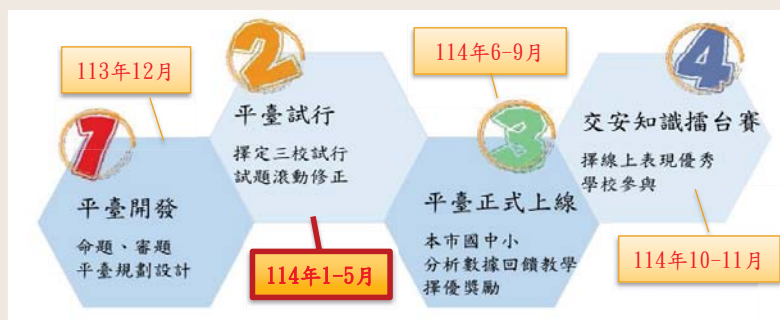 113年12月
1
平臺開發
命題、審題
平臺規劃設計
2
平臺試行
擇定三校試行
試題滾動修正
114年1-5月
114年6-9月
3
平臺正式上線
本市國中小
分析數據回饋教學
擇優獎勵
4
交安知識擂台賽
擇線上表現優秀
學校參與
114年10-11月